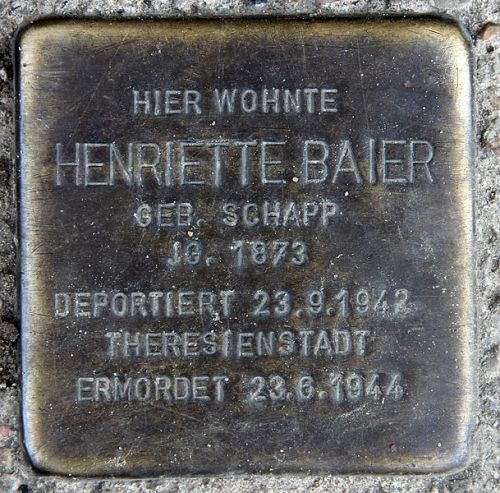 HIER WOHNTE
HENRIETTE BAIER
GEB. SCHAPP
JG. 1873
DEPORTIERT 23.9.1942
THERESIENSTADT
ERMORDET 23.6.1944